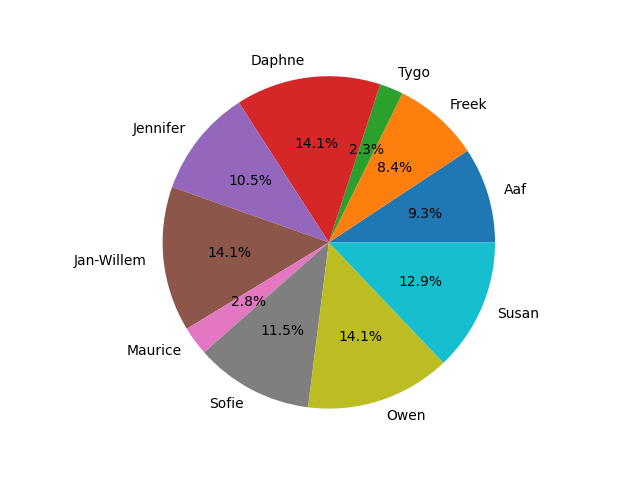 Daphne
Tygo
Freek
Jennifer
14.1%
2.3%
8.4%
10.5%
Aaf
9.3%
Jan-Willem
14.1%
12.9%
2.8%
Susan
11.5%
14.1%
Maurice
Sofie
Owen